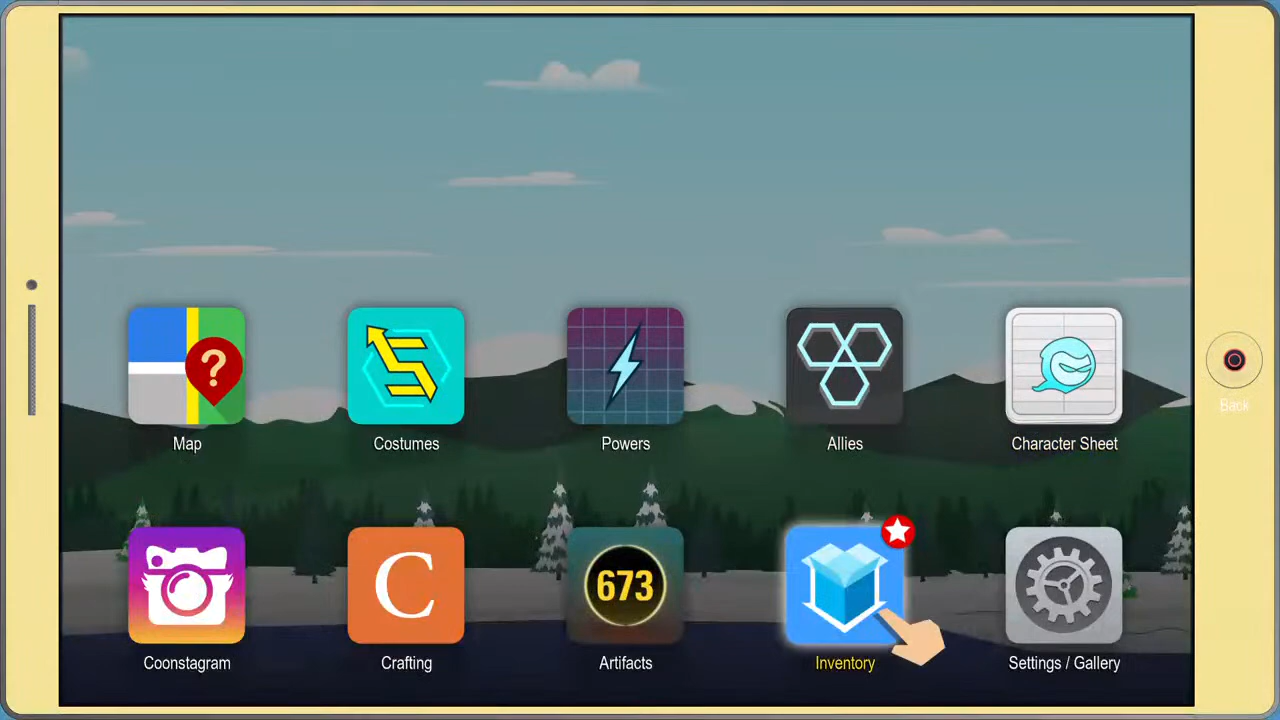 ?
Map
Costumes
Powers
Allies
Character Sheet
Back
C
673
Coonstagram
Crafting
Artifacts
Inventory
Settings / Gallery